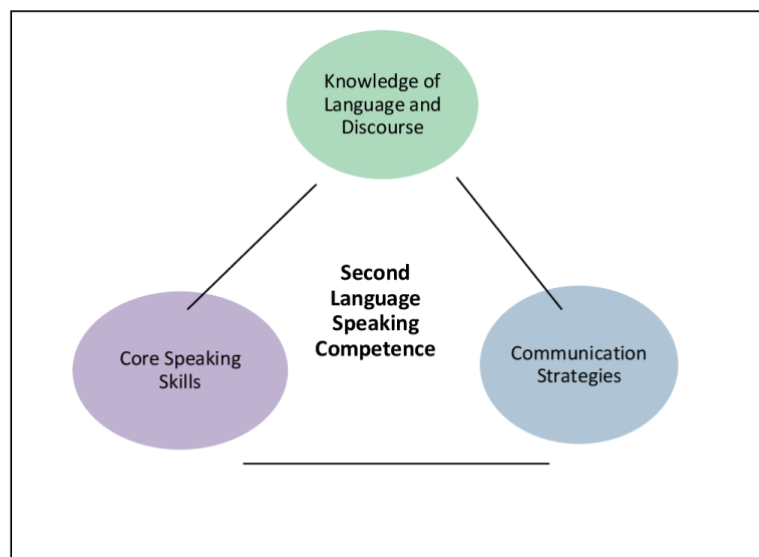 Knowledge of
Language and
Discourse
Second
Language
Speaking
Competence
Core Speaking
Skills
Communication
Strategies